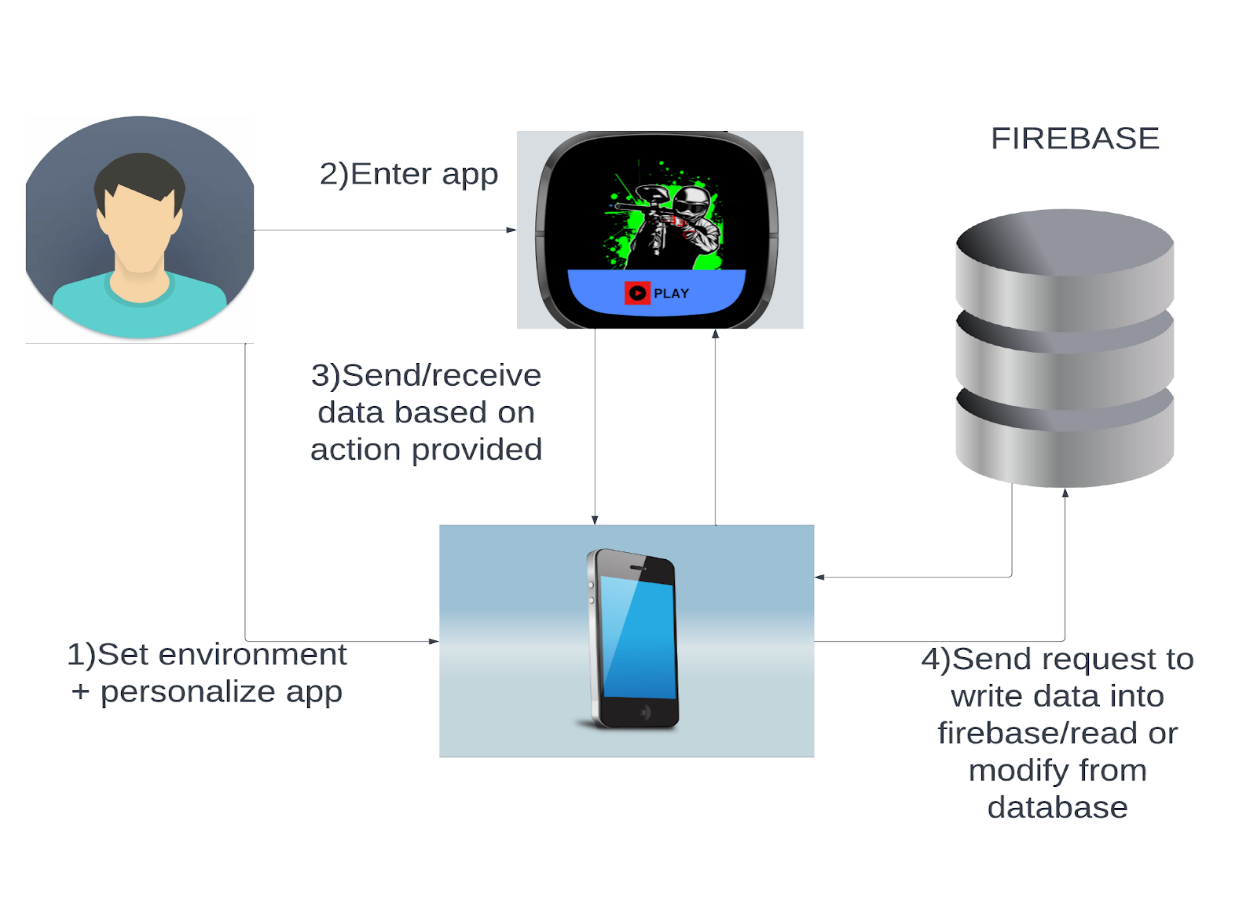 FIREBASE
2)Enter app
PLAY
3)Send/receive
data based on
action provided
1)Set environment
+ personalize app
4)Send request to
write data into
firebase/read or
modify from
database